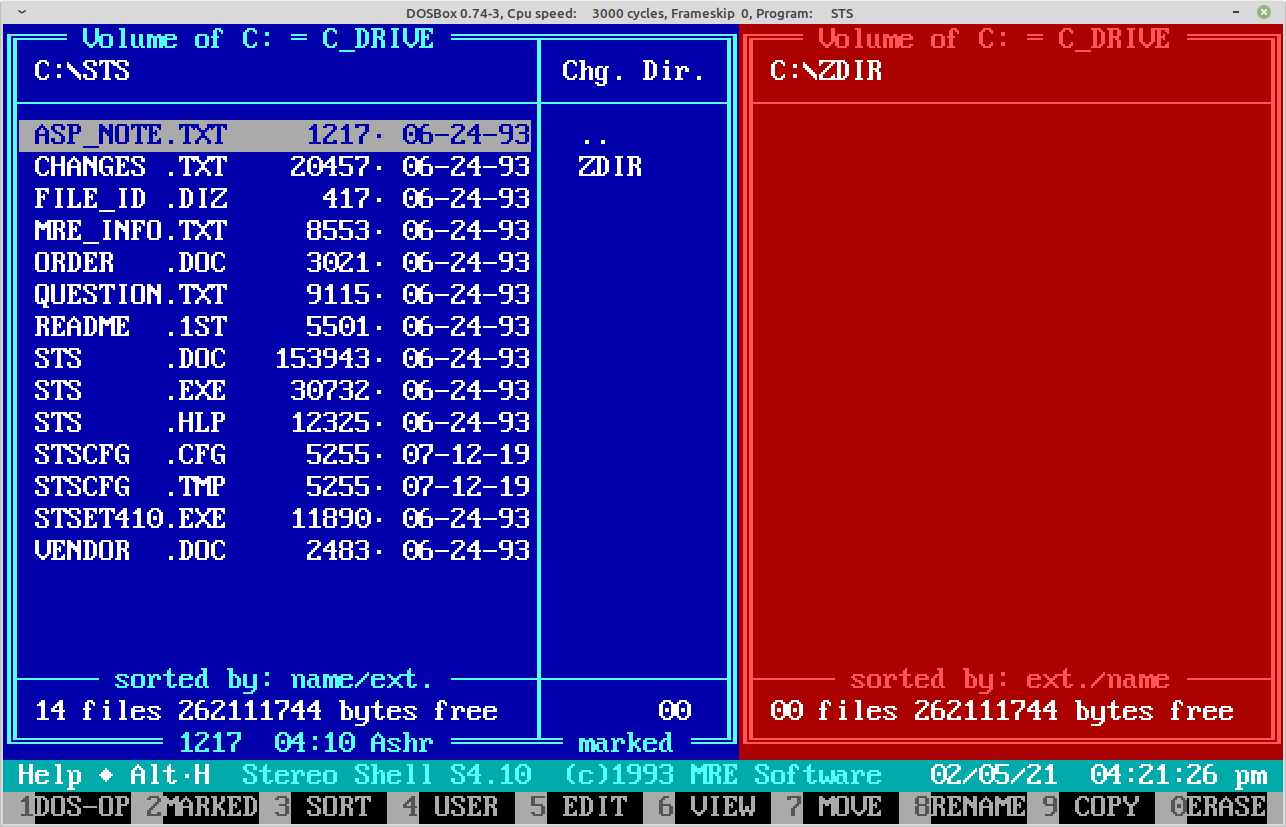 DOSBox 0.74-3, Cpu speed: 3000 cycles, Frameskip 0, Program: STS
Volume of C: = C_DRIVE
C:\STS
Chg. Dir.
ASP_NOTE.TXT 1217· 06-24-93
CHANGES .TXT 20457· 06-24-93
FILE_ID .DIZ 417· 06-24-93
MRE_INFO.TXT 8553· 06-24-93
ORDER .DOC 3021· 06-24-93
QUESTION.TXT 9115· 06-24-93
README .1ST 5501· 06-24-93
STS .DOC 153943· 06-24-93
STS .EXE 30732· 06-24-93
STS .HLP 12325· 06-24-93
STSCFG .CFG 5255· 07-12-19
STSCFG .TMP 5255· 07-12-19
STSET410.EXE 11890· 06-24-93
VENDOR .DOC 2483· 06-24-93
..
ZDIR
sorted by: name/ext.
14 files 262111744 bytes free
00
1217 04:10 Ashr
marked
Volume of C: = C_DRIVE
C:\ZDIR
sorted by: ext./name
00 files 262111744 bytes free
Help ♦ Alt·H Stereo Shell S4.10 (c)1993 MRE Software 02/05/21 04:21:26 pm
1DOS-OP 2MARKED 3 SORT 4 USER 5 EDIT 6 VIEW 7 MOVE 8RENAME 9 COPY 0ERASE